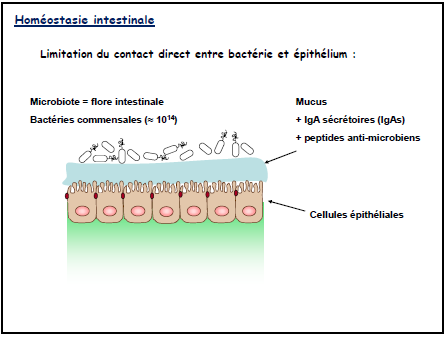 Homéostasie intestinale
Limitation du contact direct entre bactérie et épithélium :
Microbiote = flore intestinale
Bactéries commensales (≈ 10¹⁴)
Mucus
+ IgA sécrétoires (IgAs)
+ peptides anti-microbiens
Cellules épithéliales